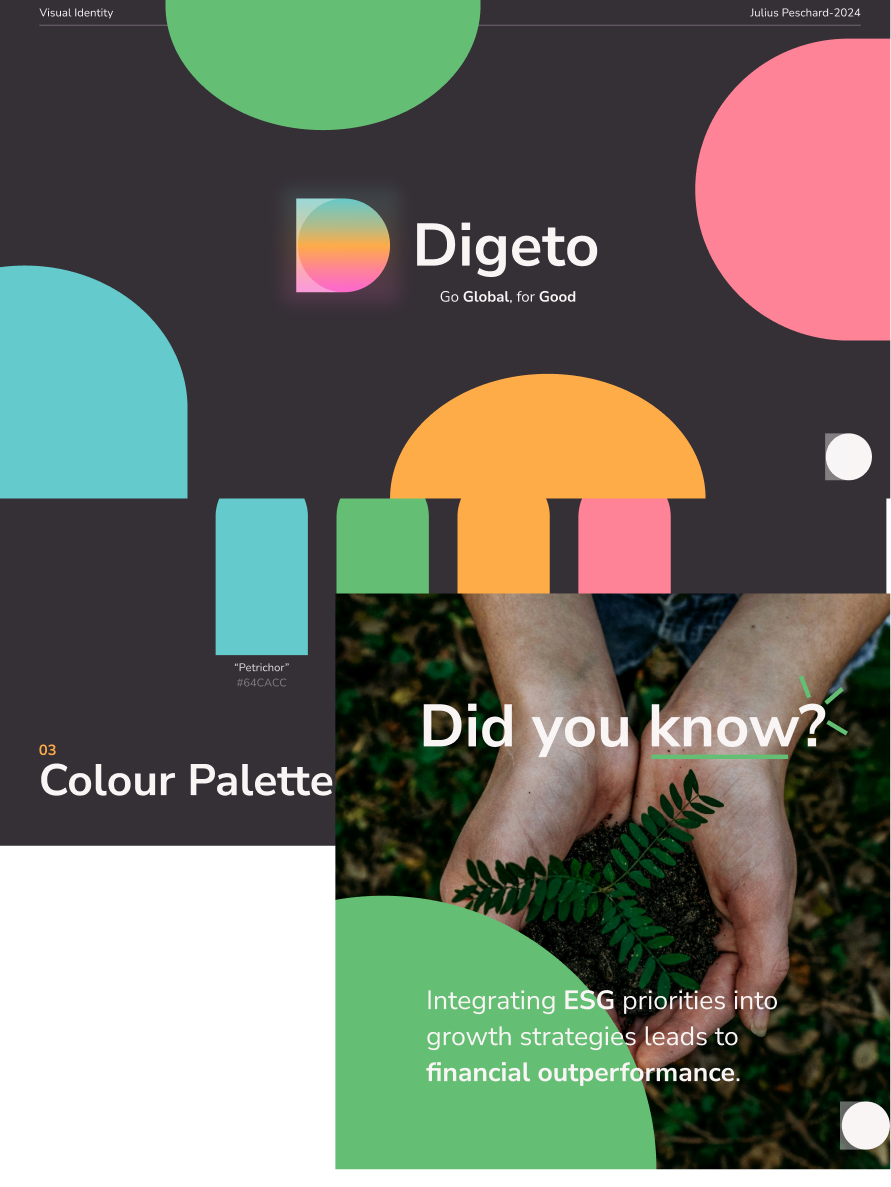 Visual Identity
Julius Peschard-2024
Digeto
Go Global, for Good
“Petrichor”
#64CACC
03
Colour Palette
Did you know?
Integrating ESG priorities into
growth strategies leads to
financial outperformance.